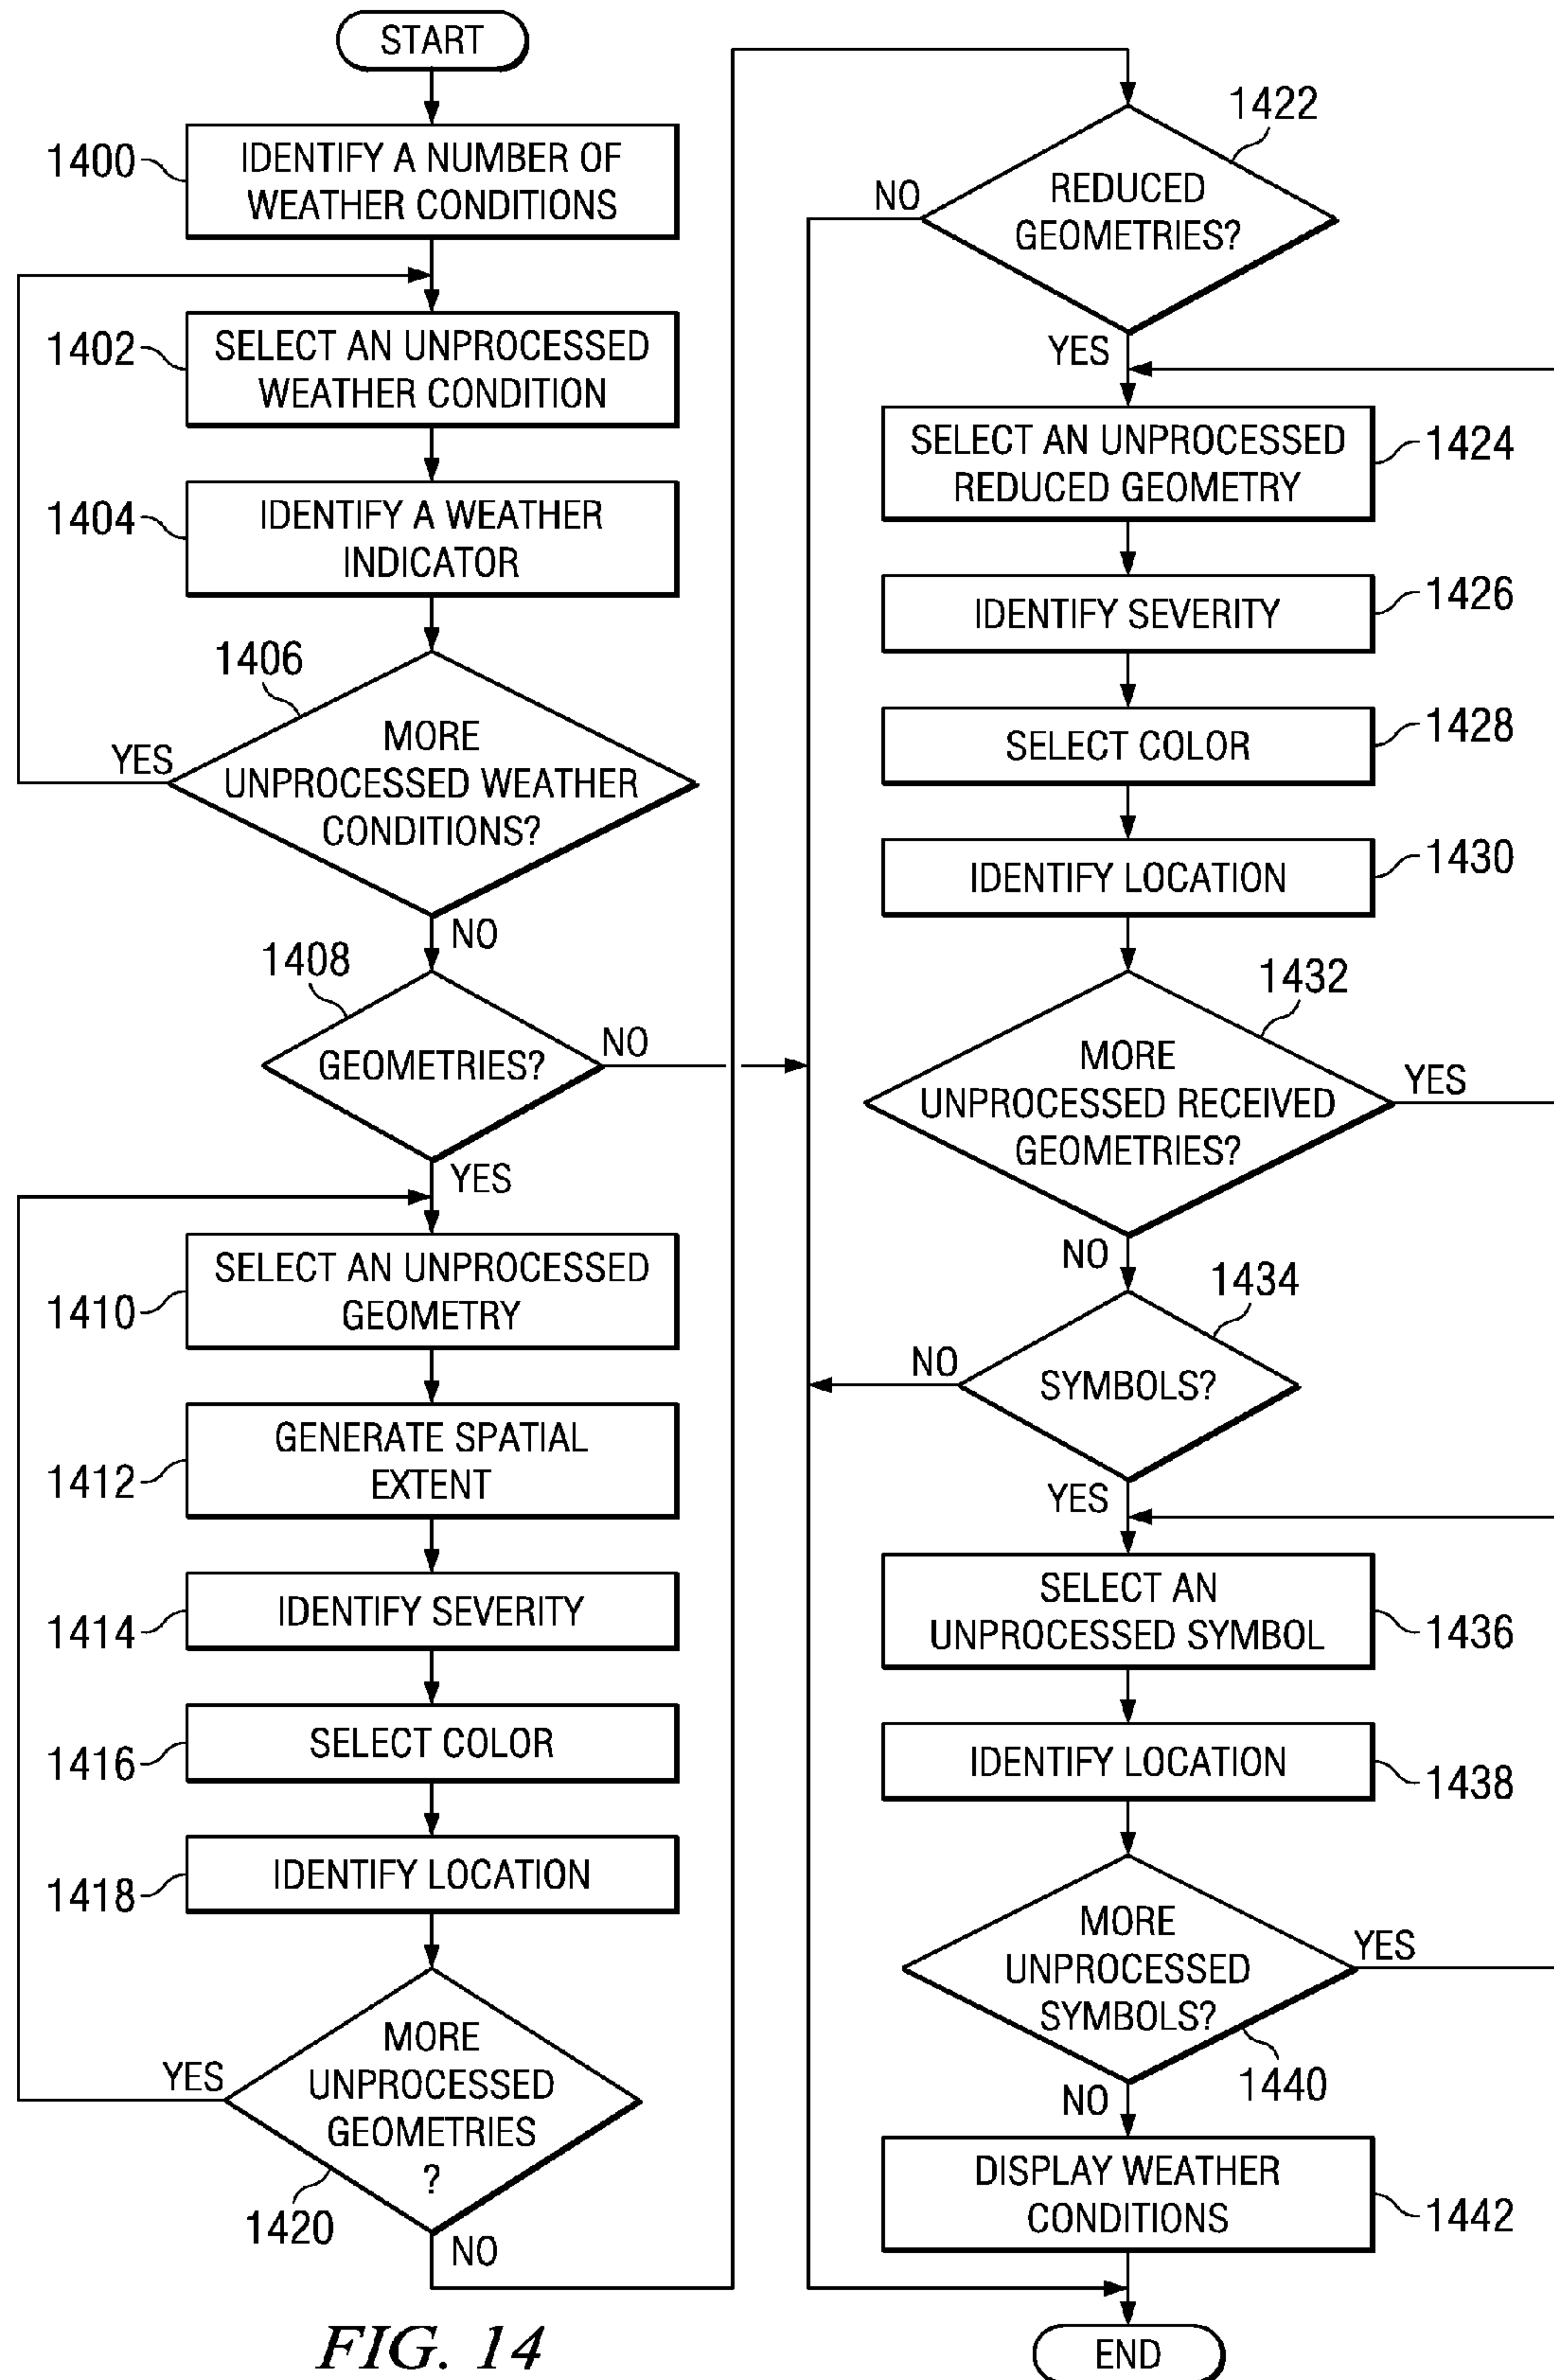 START
1400
IDENTIFY A NUMBER OF
WEATHER CONDITIONS
1402
SELECT AN UNPROCESSED
WEATHER CONDITION
1404
IDENTIFY A WEATHER
INDICATOR
1406
MORE
UNPROCESSED WEATHER
CONDITIONS?
YES
NO
1408
GEOMETRIES?
NO
YES
1410
SELECT AN UNPROCESSED
GEOMETRY
1412
GENERATE SPATIAL
EXTENT
1414
IDENTIFY SEVERITY
1416
SELECT COLOR
1418
IDENTIFY LOCATION
MORE
UNPROCESSED
GEOMETRIES
?
YES
1420
NO
1422
REDUCED
GEOMETRIES?
NO
YES
SELECT AN UNPROCESSED
REDUCED GEOMETRY
1424
IDENTIFY SEVERITY
1426
SELECT COLOR
1428
IDENTIFY LOCATION
1430
1432
MORE
UNPROCESSED RECEIVED
GEOMETRIES?
YES
NO
1434
SYMBOLS?
NO
YES
SELECT AN
UNPROCESSED SYMBOL
1436
IDENTIFY LOCATION
1438
MORE
UNPROCESSED
SYMBOLS?
YES
1440
NO
DISPLAY WEATHER
CONDITIONS
1442
END
FIG. 14